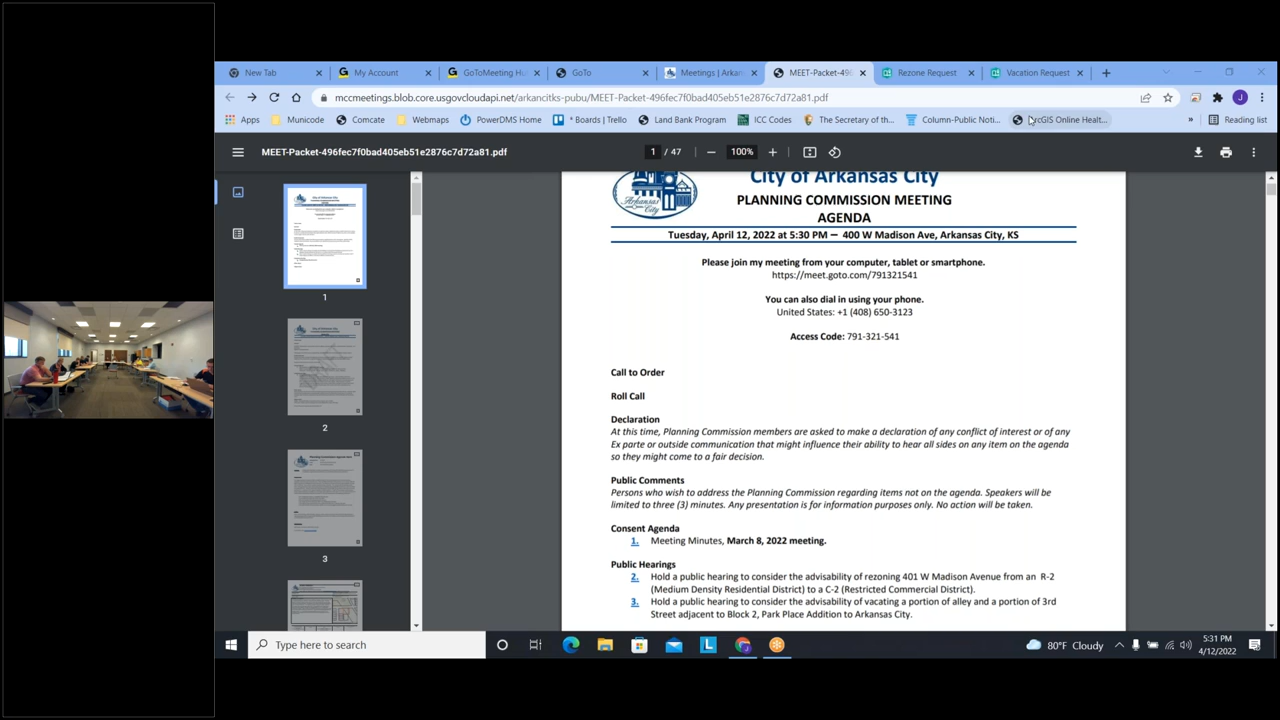 New Tab
My Account
GoToMeeting Hu
GoTo
Meetings | Arkan
MEET-Packet-496
Rezone Request
Vacation Request
mccmeetings.blob.core.usgovcloudapi.net/arkancitks-pubu/MEET-Packet-496fec7f0bad405eb51e2876c7d72a81.pdf
Apps
Municode
Comcate
Webmaps
PowerDMS Home
* Boards | Trello
Land Bank Program
ICC Codes
The Secretary of th...
Column-Public Noti...
rcGIS Online Healt...
»
Reading list
MEET-Packet-496fec7f0bad405eb51e2876c7d72a81.pdf
1 / 47
100%
1
2
3
City of Arkansas City
PLANNING COMMISSION MEETING
AGENDA
Tuesday, April 12, 2022 at 5:30 PM — 400 W Madison Ave, Arkansas City, KS
Please join my meeting from your computer, tablet or smartphone.
https://meet.goto.com/791321541
You can also dial in using your phone.
United States: +1 (408) 650-3123
Access Code: 791-321-541
Call to Order
Roll Call
Declaration
At this time, Planning Commission members are asked to make a declaration of any conflict of interest or of any
Ex parte or outside communication that might influence their ability to hear all sides on any item on the agenda
so they might come to a fair decision.
Public Comments
Persons who wish to address the Planning Commission regarding items not on the agenda. Speakers will be
limited to three (3) minutes. Any presentation is for information purposes only. No action will be taken.
Consent Agenda
1. Meeting Minutes, March 8, 2022 meeting.
Public Hearings
2. Hold a public hearing to consider the advisability of rezoning 401 W Madison Avenue from an R-2
(Medium Density Residential District) to a C-2 (Restricted Commercial District).
3. Hold a public hearing to consider the advisability of vacating a portion of alley and a portion of 3rd
Street adjacent to Block 2, Park Place Addition to Arkansas City.
Type here to search
80°F Cloudy
5:31 PM
4/12/2022